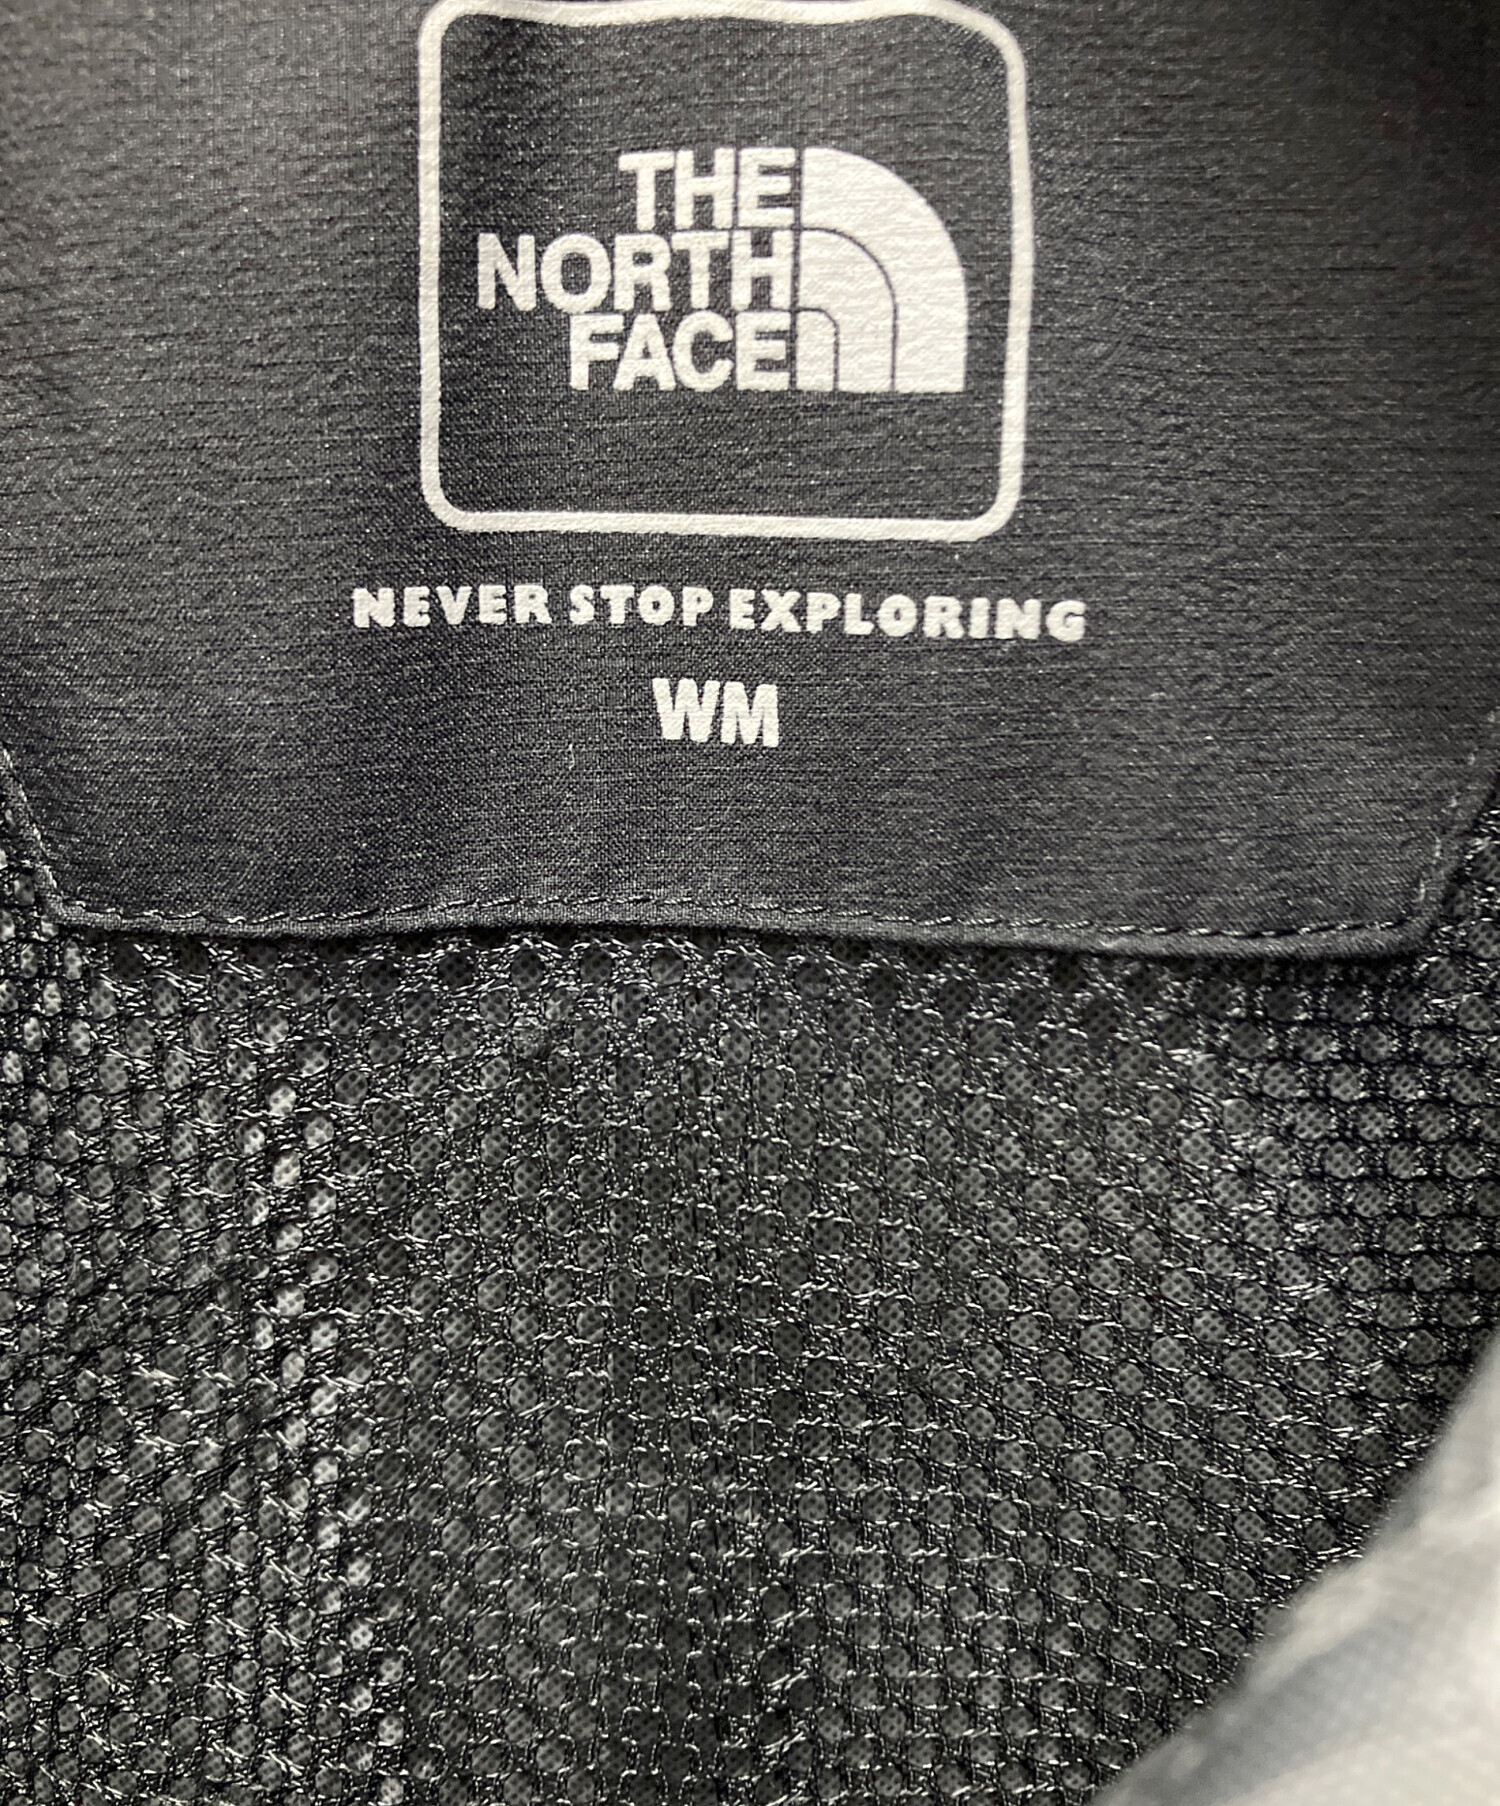 THE
NORTH
FACE
NEVER STOP EXPLORING
WM